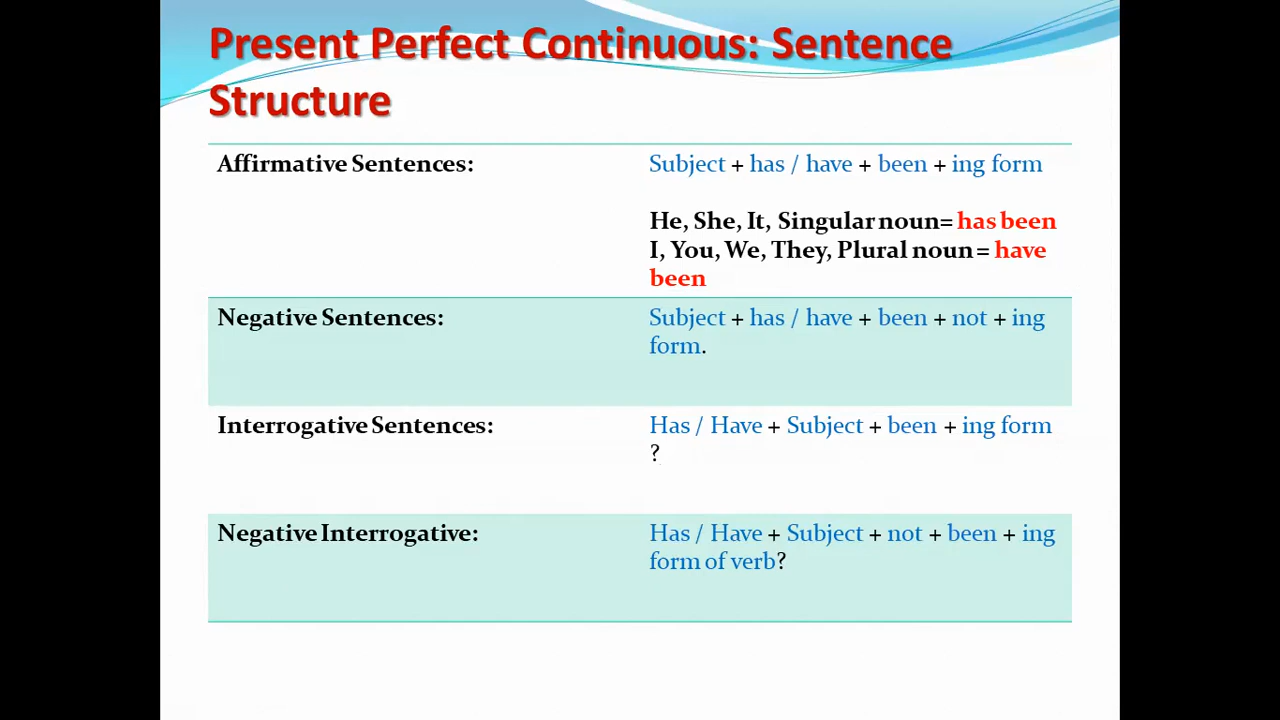 Present Perfect Continuous: Sentence
Structure
Affirmative Sentences:
Subject + has / have + been + ing form
He, She, It, Singular noun= has been
I, You, We, They, Plural noun = have
been
Negative Sentences:
Subject + has / have + been + not + ing
form.
Interrogative Sentences:
Has / Have + Subject + been + ing form
?
Negative Interrogative:
Has / Have + Subject + not + been + ing
form of verb?